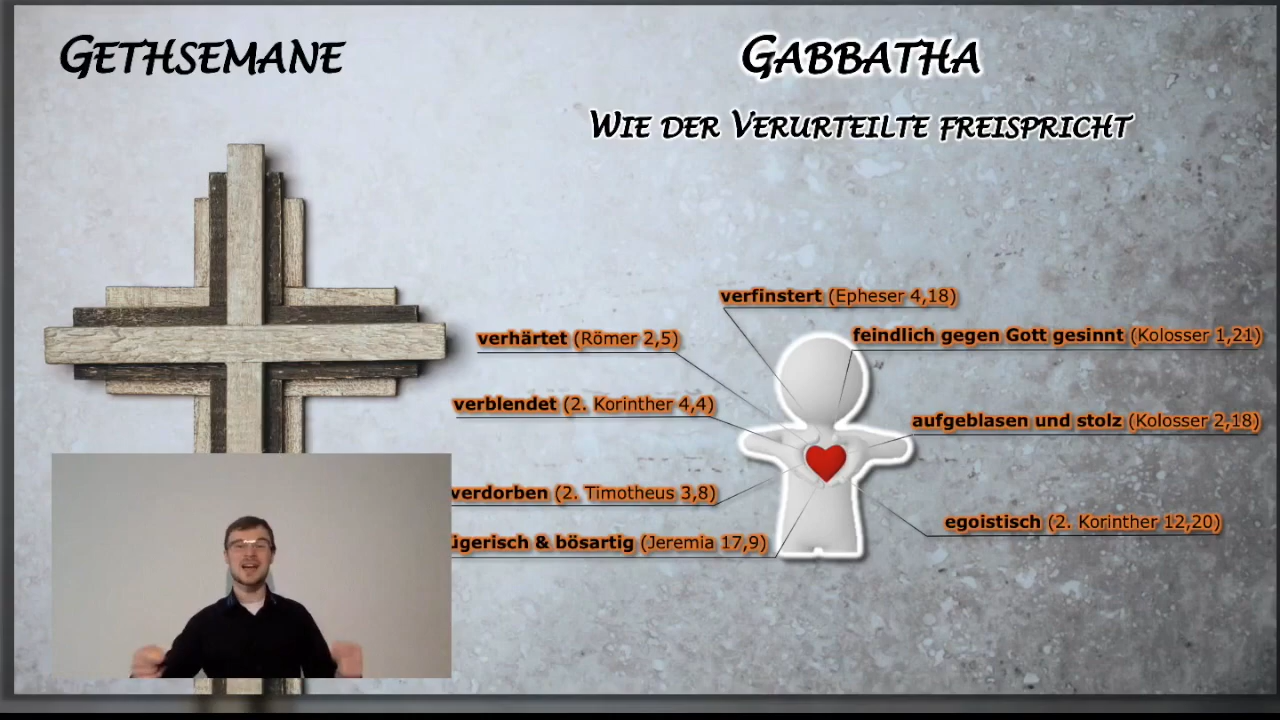 Gethsemane
Gabbatha
Wie der Verurteilte freispricht
verfinstert (Epheser 4,18)
verhärtet (Römer 2,5)
feindlich gegen Gott gesinnt (Kolosser 1,21)
verblendet (2. Korinther 4,4)
aufgeblasen und stolz (Kolosser 2,18)
verdorben (2. Timotheus 3,8)
egoistisch (2. Korinther 12,20)
& bösartig (Jeremia 17,9)